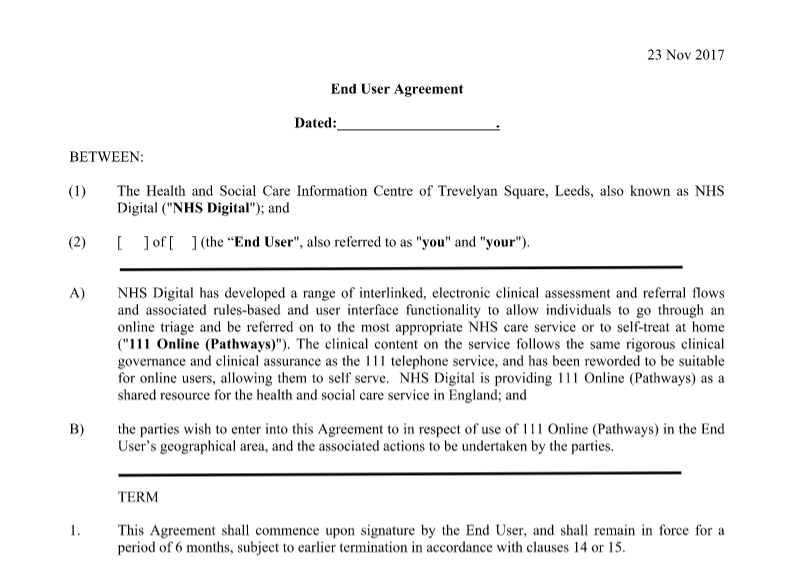 23 Nov 2017
End User Agreement
Dated:______________________.
BETWEEN:
(1) The Health and Social Care Information Centre of Trevelyan Square, Leeds, also known as NHS
Digital ("NHS Digital"); and
(2) [ ] of [ ] (the “End User", also referred to as "you" and "your").
A) NHS Digital has developed a range of interlinked, electronic clinical assessment and referral flows
and associated rules-based and user interface functionality to allow individuals to go through an
online triage and be referred on to the most appropriate NHS care service or to self-treat at home
("111 Online (Pathways)"). The clinical content on the service follows the same rigorous clinical
governance and clinical assurance as the 111 telephone service, and has been reworded to be suitable
for online users, allowing them to self serve. NHS Digital is providing 111 Online (Pathways) as a
shared resource for the health and social care service in England; and
B) the parties wish to enter into this Agreement to in respect of use of 111 Online (Pathways) in the End
User’s geographical area, and the associated actions to be undertaken by the parties.
TERM
1. This Agreement shall commence upon signature by the End User, and shall remain in force for a
period of 6 months, subject to earlier termination in accordance with clauses 14 or 15.